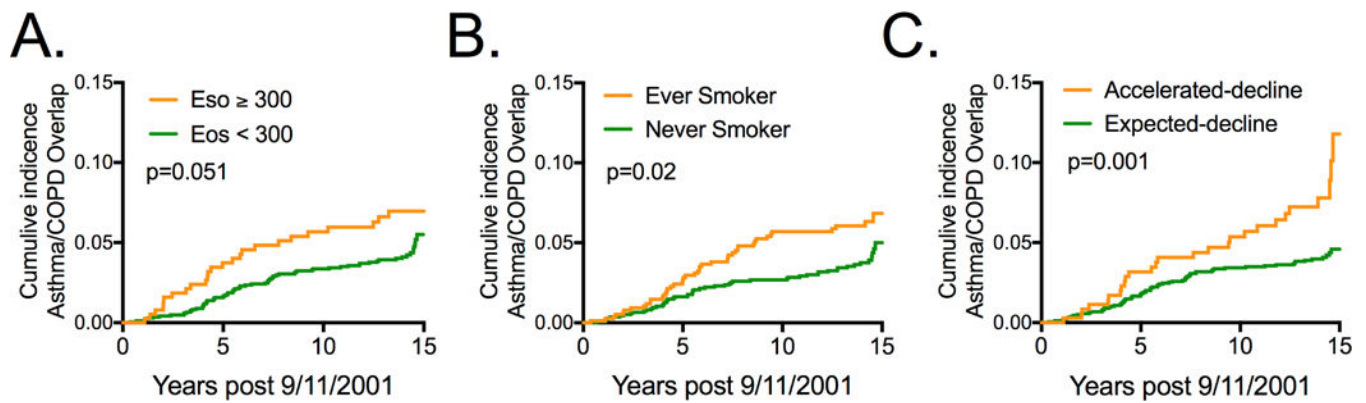 A.
Cumulive indicence
Asthma/COPD Overlap
0.15
0.10
0.05
0.00
Eso ≥ 300
Eos < 300
p=0.051
0 5 10 15
Years post 9/11/2001
B.
Cumulive indicence
Asthma/COPD Overlap
0.15
0.10
0.05
0.00
Ever Smoker
Never Smoker
p=0.02
0 5 10 15
Years post 9/11/2001
C.
Cumulive indicence
Asthma/COPD Overlap
0.15
0.10
0.05
0.00
Accelerated-decline
Expected-decline
p=0.001
0 5 10 15
Years post 9/11/2001